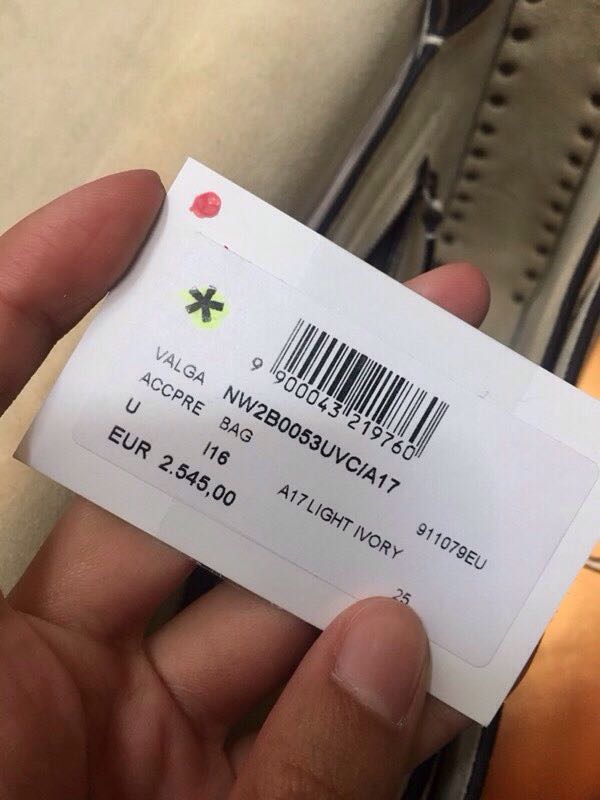 *
9 900043 219760
VALGA NW2B0053UVC/A17
ACCPRE BAG 911079EU
U I16 A17 LIGHT IVORY
EUR 2.545,00 25